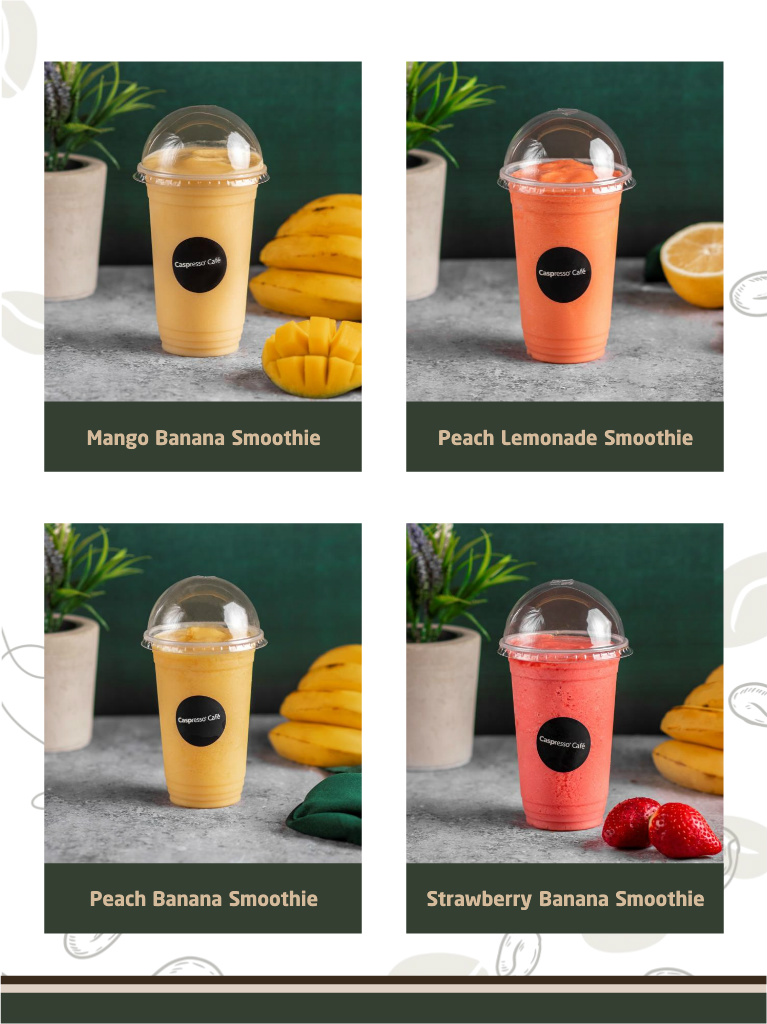 Caspresso' Café
Mango Banana Smoothie
Caspresso' Café
Peach Lemonade Smoothie
Caspresso' Café
Peach Banana Smoothie
Caspresso' Café
Strawberry Banana Smoothie